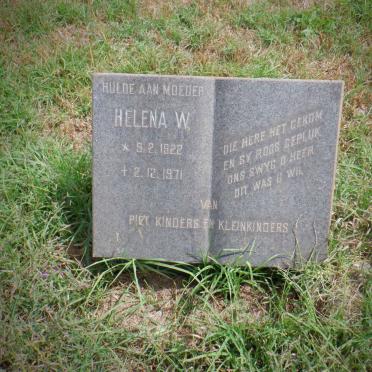 HULDE AAN MOEDER
HELENA W.
* 9.2.1922
+ 2.12.1971
DIE HERE HET GEKOM
EN SY ROOS GEPLUK
ONS SWYG O HEER
DIT WAS U WIL
VAN
PIET KINDERS EN KLEINKINDERS